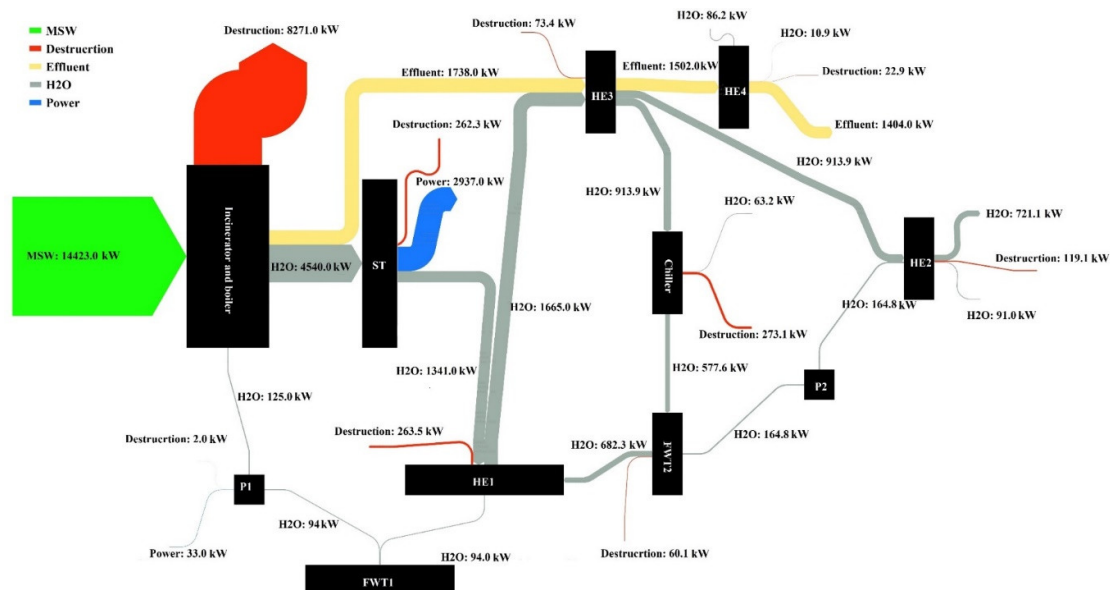 MSW
Destrucrtion
Effluent
H2O
Power
Destruction: 8271.0 kW
MSW: 14423.0 kW
Incinerator and boiler
Effluent: 1738.0 kW
H2O: 4540.0 kW
ST
Destruction: 262.3 kW
Power: 2937.0 kW
H2O: 1341.0 kW
H2O: 1665.0 kW
Destruction: 73.4 kW
HE3
Effluent: 1502.0kW
H2O: 86.2 kW
HE4
H2O: 10.9 kW
Destruction: 22.9 kW
Effluent: 1404.0 kW
H2O: 913.9 kW
H2O: 913.9 kW
H2O: 63.2 kW
Chiller
Destruction: 273.1 kW
H2O: 577.6 kW
H2O: 721.1 kW
HE2
Destrucrtion: 119.1 kW
H2O: 91.0 kW
H2O: 164.8 kW
P2
H2O: 164.8 kW
FWT2
H2O: 682.3 kW
Destrucrtion: 60.1 kW
Destruction: 263.5 kW
HE1
H2O: 125.0 kW
Destrucrtion: 2.0 kW
P1
Power: 33.0 kW
H2O: 94 kW
H2O: 94.0 kW
FWT1